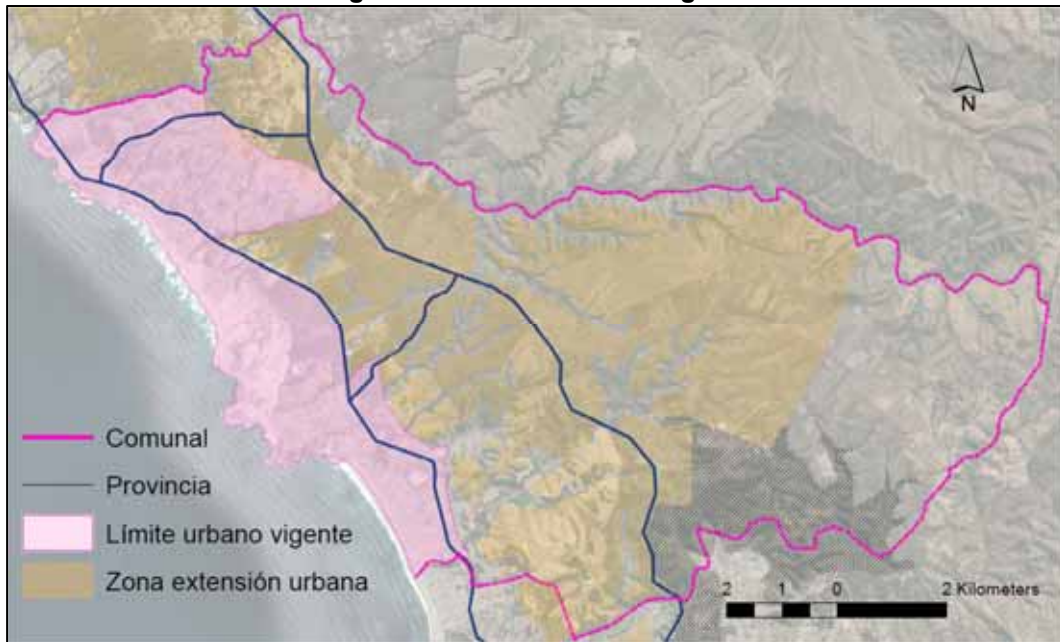 N
Comunal
Provincia
Límite urbano vigente
Zona extensión urbana
2 1 0 2 Kilometers